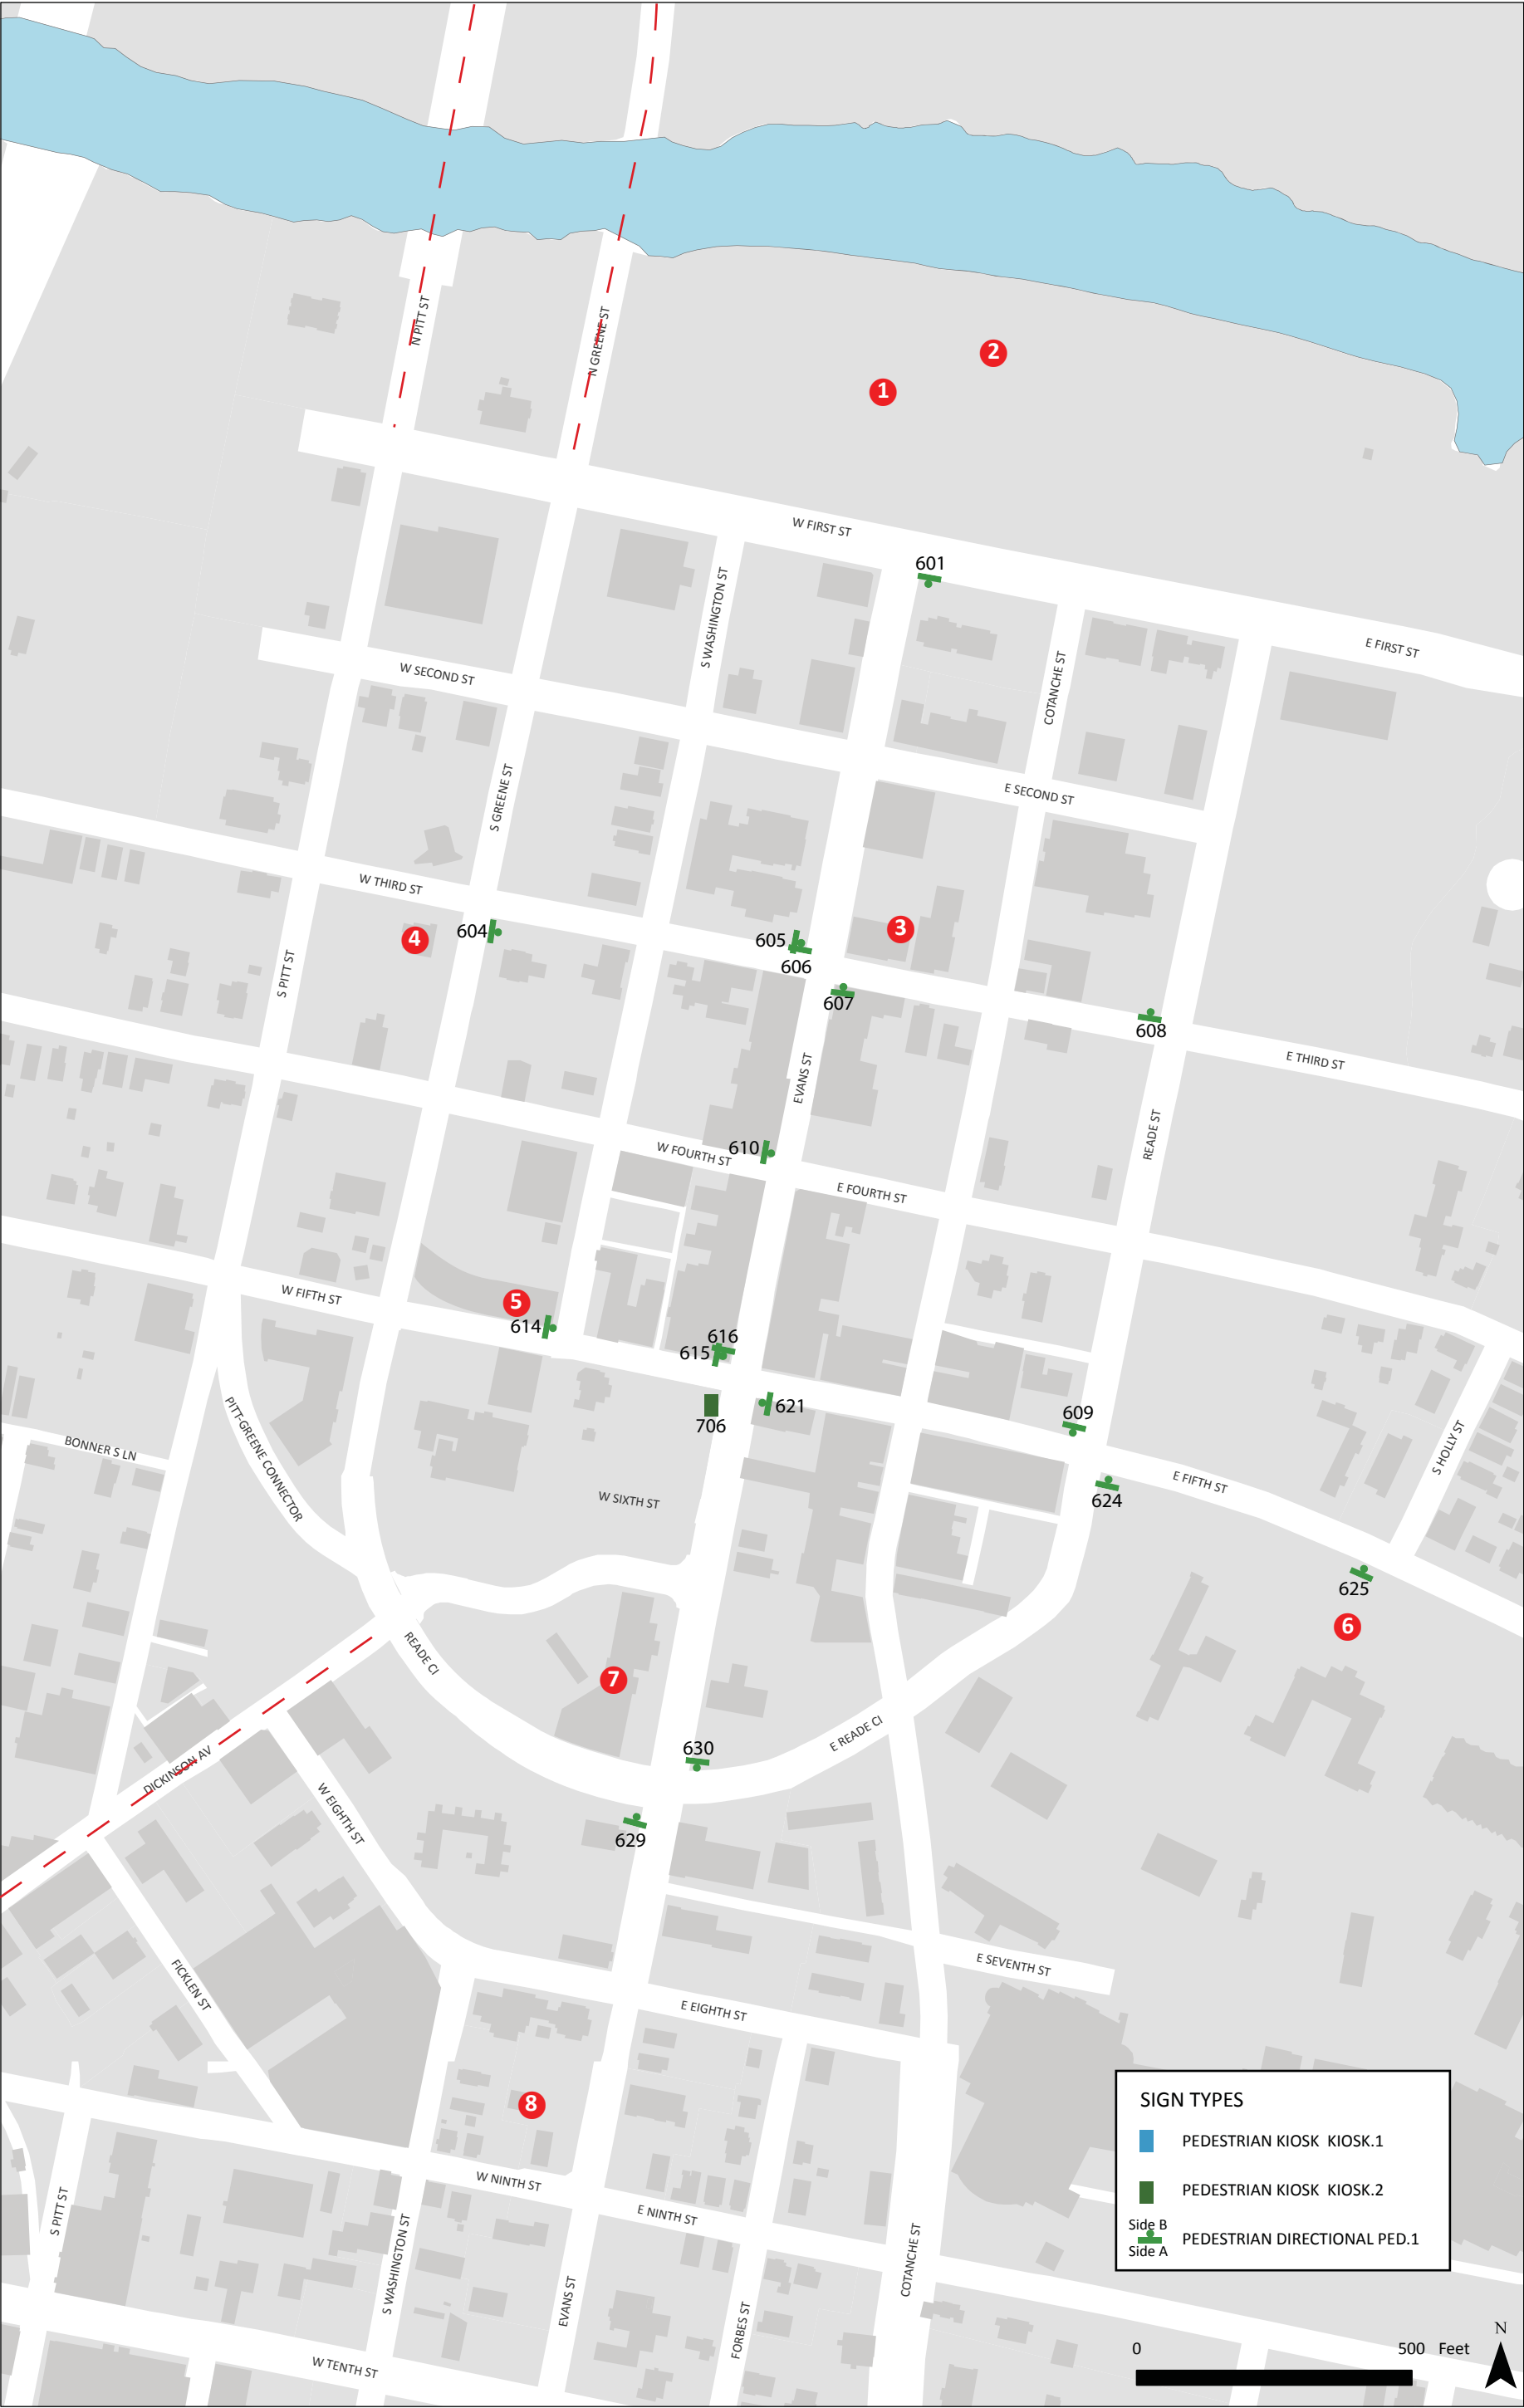 N PITT ST
N GREENE ST
2
1
W FIRST ST
601
S WASHINGTON ST
E FIRST ST
COTANCHE ST
W SECOND ST
S GREENE ST
E SECOND ST
W THIRD ST
604
4
605
3
606
607
608
S PITT ST
EVANS ST
E THIRD ST
READE ST
610
W FOURTH ST
E FOURTH ST
W FIFTH ST
5
614
616
615
621
706
609
PITT-GREENE CONNECTOR
BONNER S LN
S HOLLY ST
E FIFTH ST
624
W SIXTH ST
625
6
READE CI
7
630
E READE CI
DICKINSON AV
W EIGHTH ST
629
FICKLEN ST
E SEVENTH ST
E EIGHTH ST
8
W NINTH ST
E NINTH ST
S PITT ST
S WASHINGTON ST
EVANS ST
FORBES ST
COTANCHE ST
W TENTH ST
SIGN TYPES
PEDESTRIAN KIOSK KIOSK.1
PEDESTRIAN KIOSK KIOSK.2
Side B
PEDESTRIAN DIRECTIONAL PED.1
Side A
N
0 500 Feet